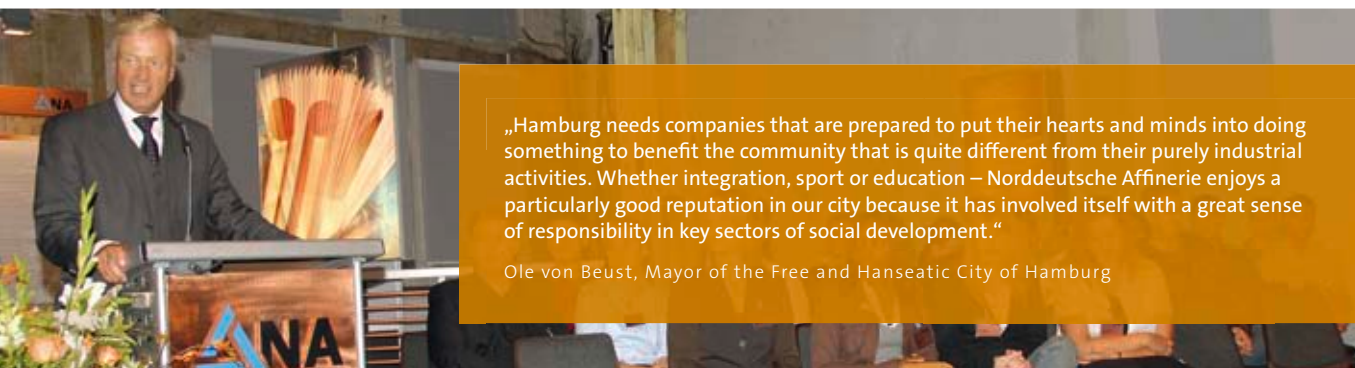 NA
NA
„Hamburg needs companies that are prepared to put their hearts and minds into doing
something to benefit the community that is quite different from their purely industrial
activities. Whether integration, sport or education – Norddeutsche Affinerie enjoys a
particularly good reputation in our city because it has involved itself with a great sense
of responsibility in key sectors of social development.“
Ole von Beust, Mayor of the Free and Hanseatic City of Hamburg